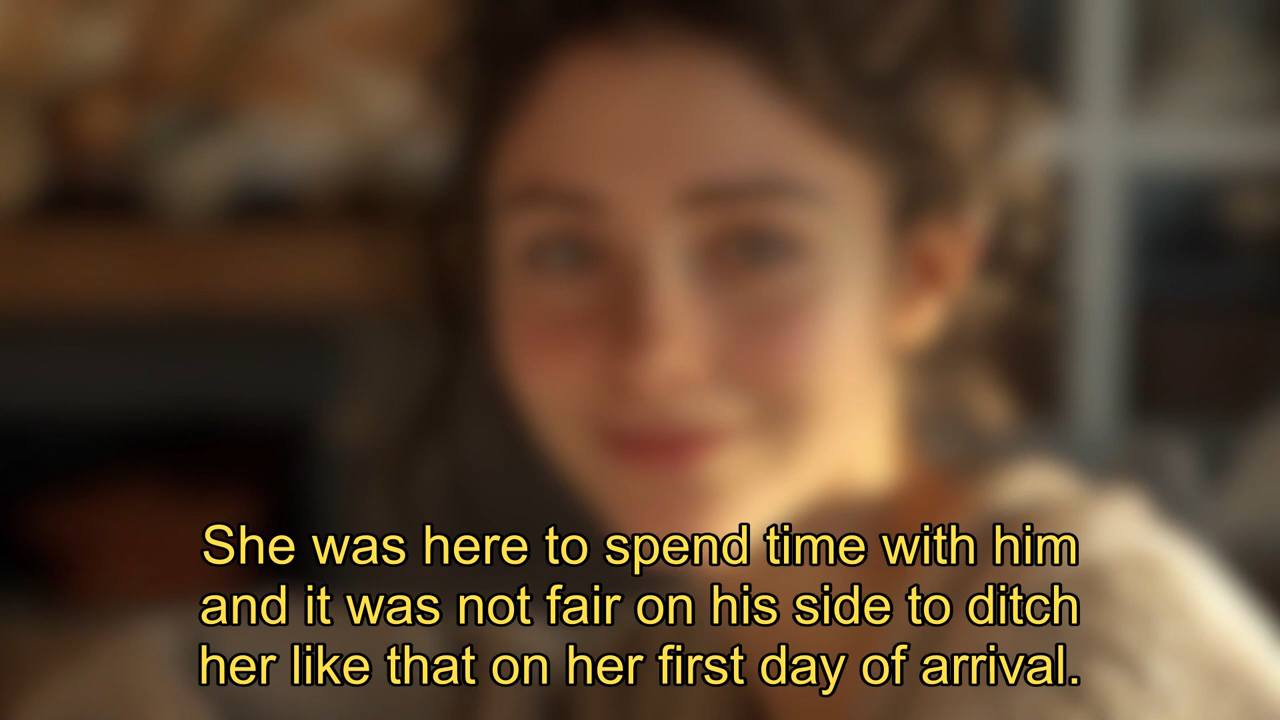 She was here to spend time with him
and it was not fair on his side to ditch
her like that on her first day of arrival.